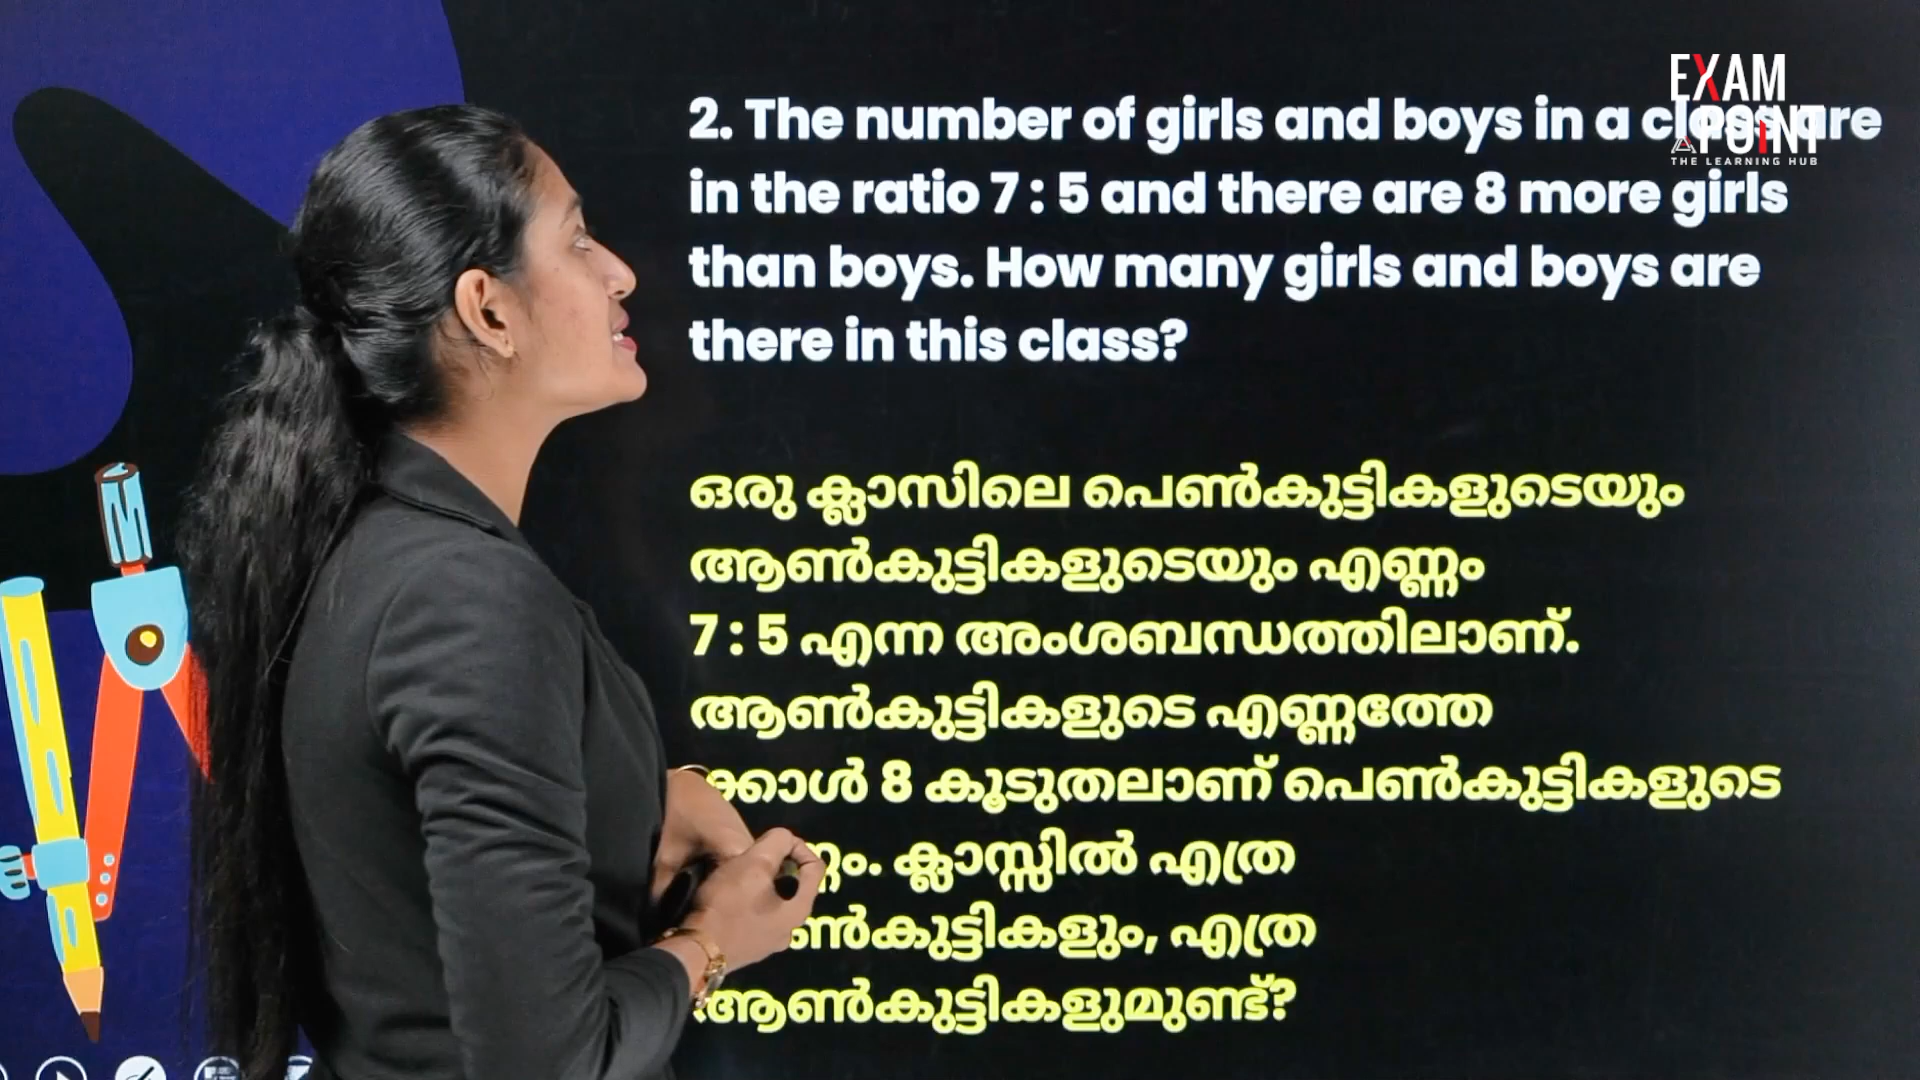 EXAM
POINT
THE LEARNING HUB
2. The number of girls and boys in a class are
in the ratio 7 : 5 and there are 8 more girls
than boys. How many girls and boys are
there in this class?
ഒരു ക്ലാസിലെ പെൺകുട്ടികളുടെയും
ആൺകുട്ടികളുടെയും എണ്ണം
7 : 5 എന്ന അംശബന്ധത്തിലാണ്.
ആൺകുട്ടികളുടെ എണ്ണത്തേ
ക്കാൾ 8 കൂടുതലാണ് പെൺകുട്ടികളുടെ
ക്ലാസ്സിൽ എത്ര
എത്ര
ആൺകുട്ടികളുമുണ്ട്?